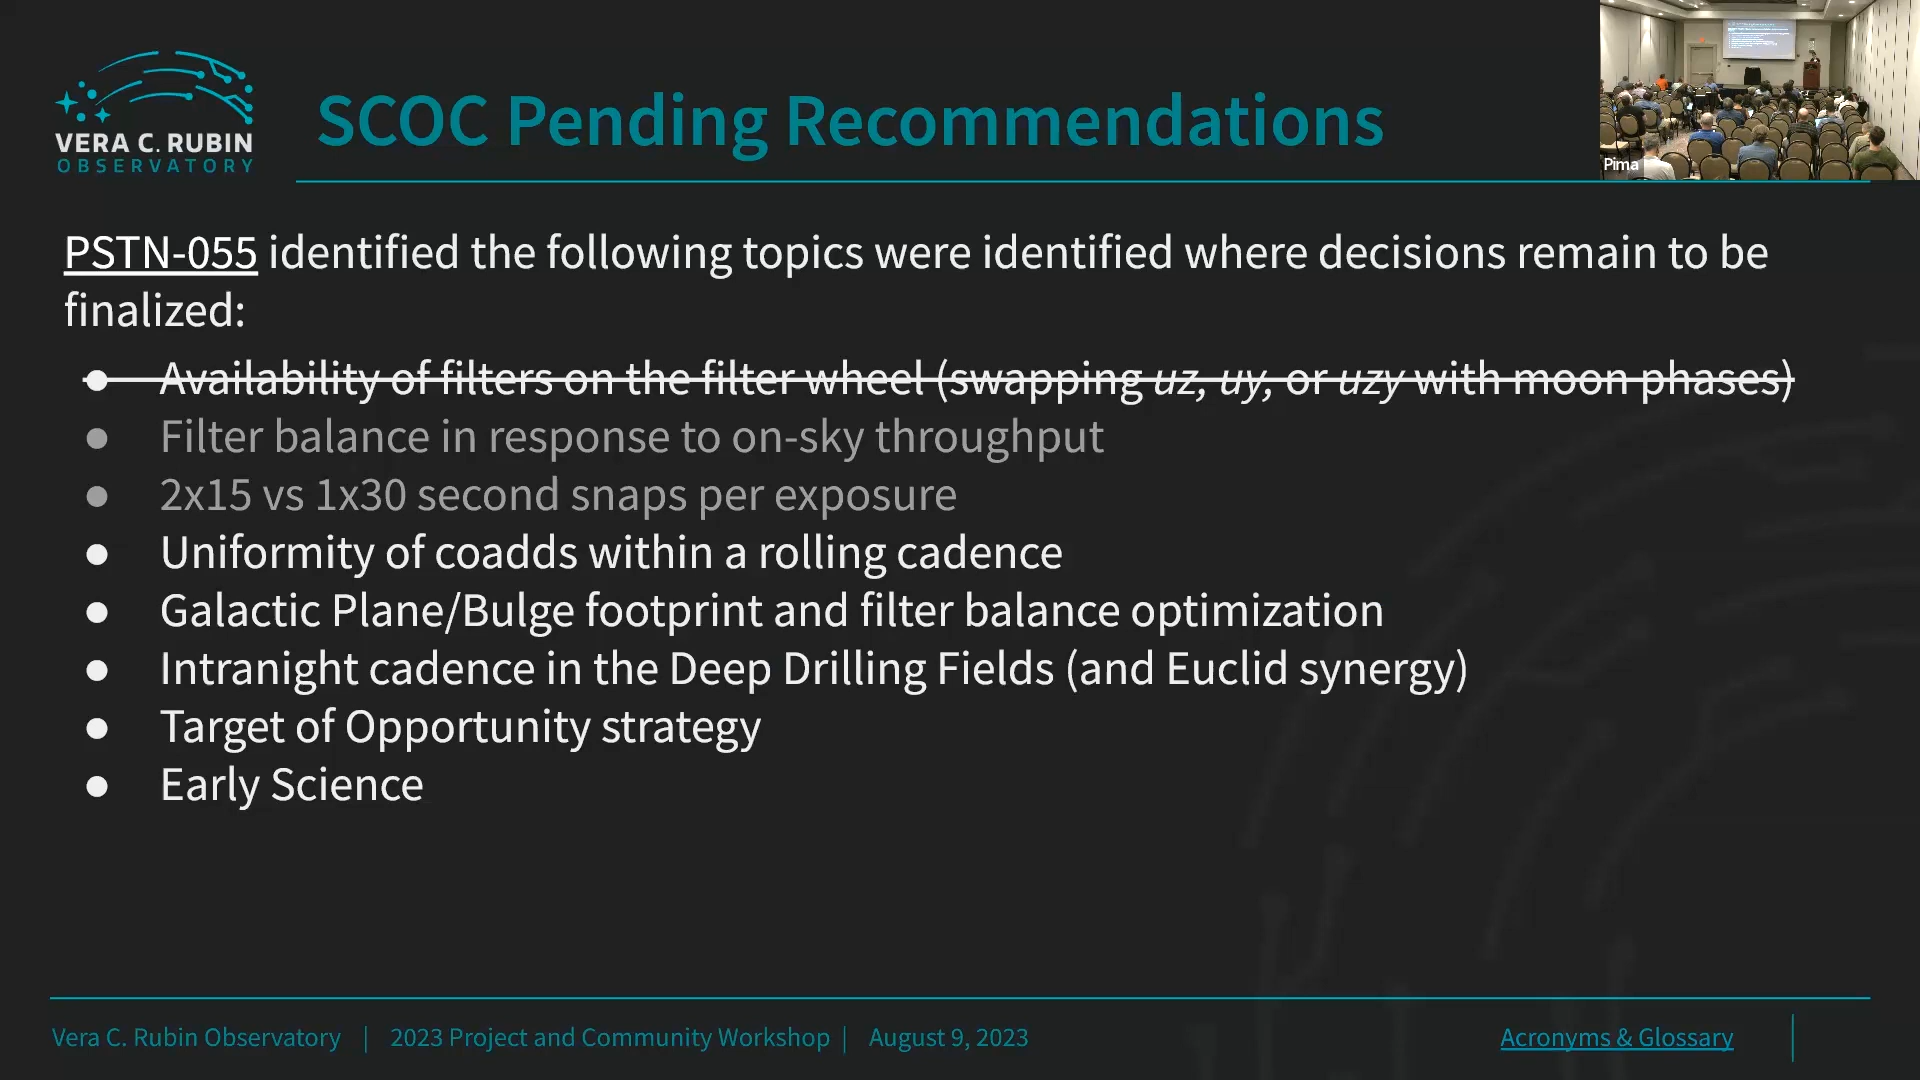 VERA C. RUBIN
OBSERVATORY
SCOC Pending Recommendations
Pima
PSTN-055 identified the following topics were identified where decisions remain to be
finalized:
● Availability of filters on the filter wheel (swapping uz, uy, or uzy with moon phases)
● Filter balance in response to on-sky throughput
● 2x15 vs 1x30 second snaps per exposure
● Uniformity of coadds within a rolling cadence
● Galactic Plane/Bulge footprint and filter balance optimization
● Intranight cadence in the Deep Drilling Fields (and Euclid synergy)
● Target of Opportunity strategy
● Early Science
Vera C. Rubin Observatory | 2023 Project and Community Workshop | August 9, 2023
Acronyms & Glossary